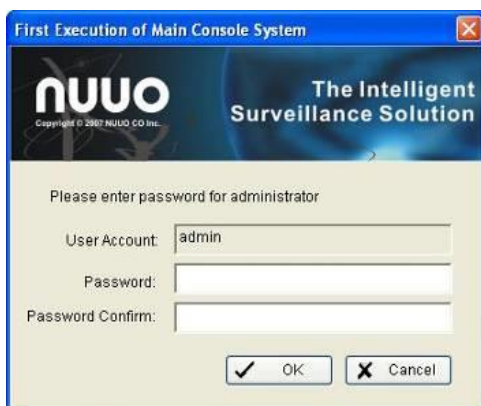 First Execution of Main Console System
nuuo
Copyright © 2007 NUUO CO Inc.
The Intelligent
Surveillance Solution
Please enter password for administrator
User Account: admin
Password:
Password Confirm:
OK Cancel